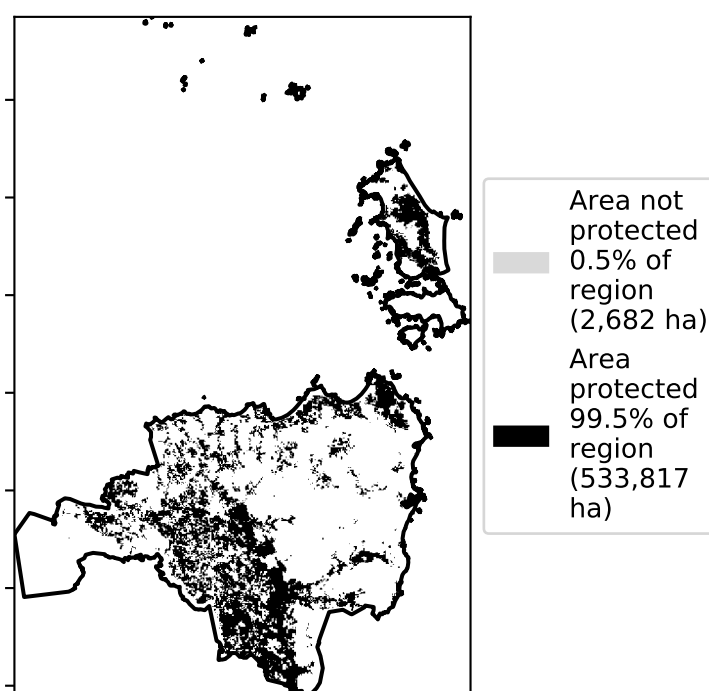 Area not
protected
0.5% of
region
(2,682 ha)
Area
protected
99.5% of
region
(533,817
ha)